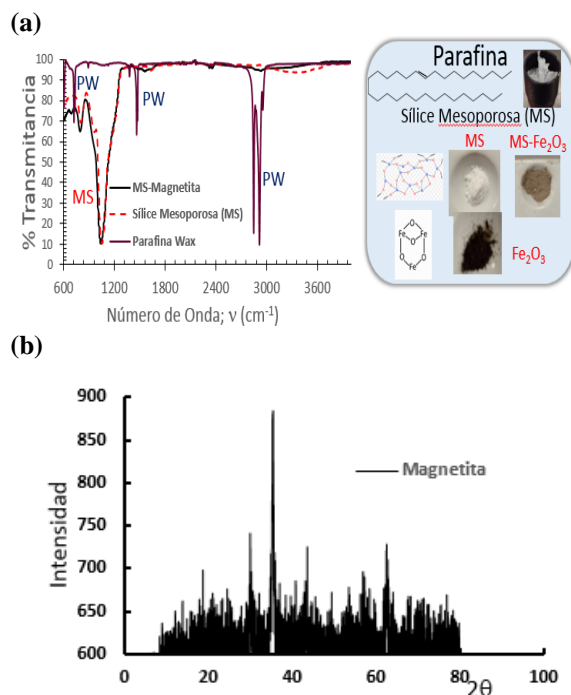 (a)
100
90
80
70
60
50
40
30
20
10
0
% Transmitancia
PW
PW
PW
MS
MS-Magnetita
Sílice Mesoporosa (MS)
Parafina Wax
600 1200 1800 2400 3000 3600
Número de Onda; ν (cm⁻¹)
Parafina
Sílice Mesoporosa (MS)
MS
MS-Fe₂O₃
O
Fe O Fe
O O
Fe
Fe₂O₃
(b)
900
850
800
750
700
650
600
Intensidad
Magnetita
0 20 40 60 80 100
2θ